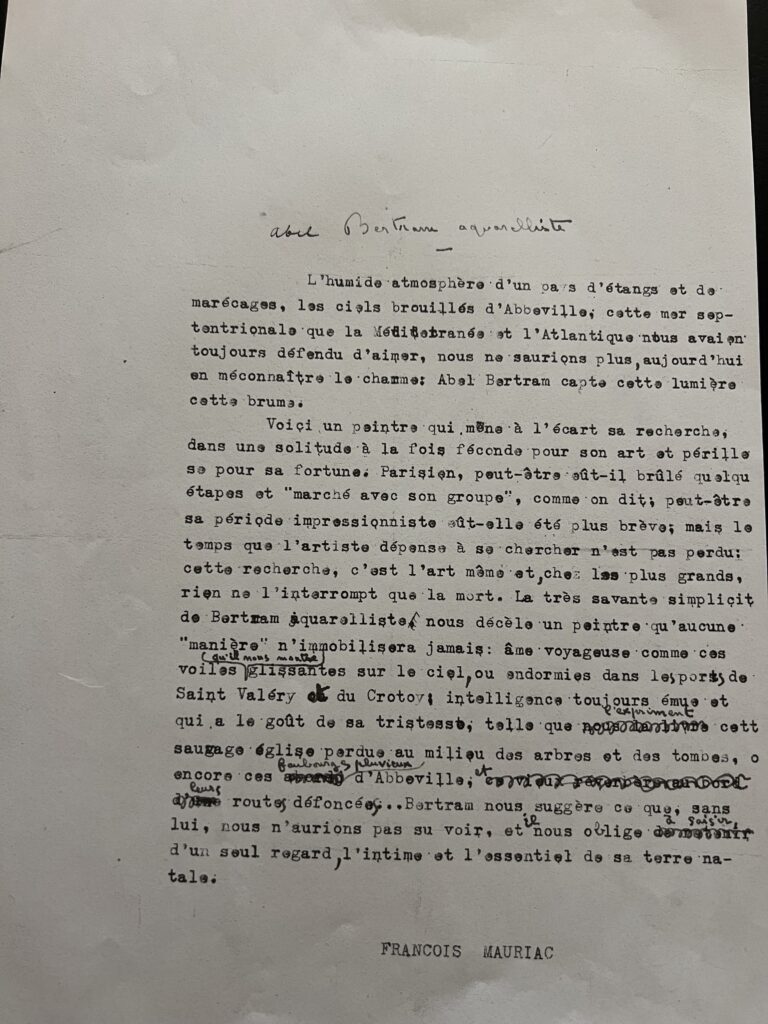 abel Bertram aquarelliste
L'humide atmosphère d'un pays d'étangs et de
marécages, les ciels brouillés d'Abbeville, cette mer sep-
tentrionale que la Méditerranée et l'Atlantique nous avaien
toujours défendu d'aimer, nous ne saurions plus, aujourd'hui
en méconnaître le charme: Abel Bertram capte cette lumière
cette brume.
Voici un peintre qui mène à l'écart sa recherche,
dans une solitude à la fois féconde pour son art et pérille
se pour sa fortune. Parisien, peut-être eût-il brûlé quelqu
étapes et "marché avec son groupe", comme on dit; peut-être
sa période impressionniste eût-elle été plus brève; mais le
temps que l'artiste dépense à se chercher n'est pas perdu:
cette recherche, c'est l'art même et, chez les plus grands,
rien ne l'interrompt que la mort. La très savante simplicit
de Bertram aquarelliste, nous décèle un peintre qu'aucune
"manière" n'immobilisera jamais: âme voyageuse comme ces
(qu'il nous montre)
voiles glissantes sur le ciel, ou endormies dans les ports de
Saint Valéry et du Crotoy; intelligence toujours émue et
l'expriment
qui a le goût de sa tristesse, telle que cett
sauvage église perdue au milieu des arbres et des tombes, o
faubourgs pluvieux
encore ces d'Abbeville, et
leurs
routes défoncées... Bertram nous suggère ce que, sans
il à saisir,
lui, nous n'aurions pas su voir, et nous oblige
d'un seul regard, l'intime et l'essentiel de sa terre na-
tale.
FRANCOIS MAURIAC